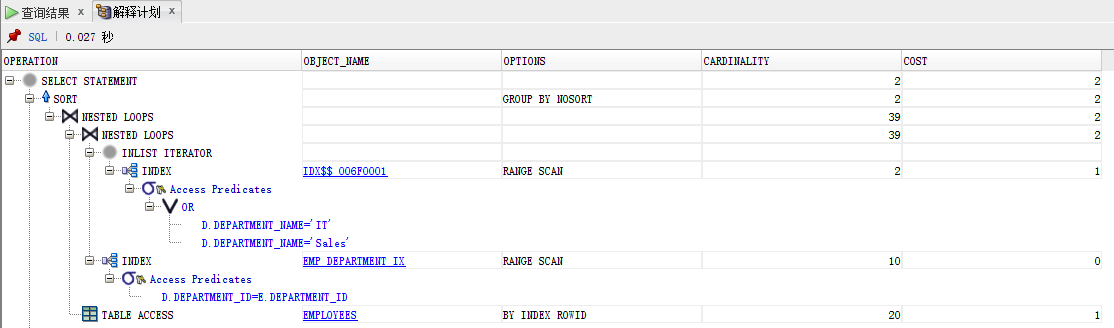 查询结果 × 解释计划 ×
SQL | 0.027 秒
OPERATION OBJECT_NAME OPTIONS CARDINALITY COST
SELECT STATEMENT 2 2
SORT GROUP BY NOSORT 2 2
NESTED LOOPS 39 2
NESTED LOOPS 39 2
INLIST ITERATOR
INDEX IDX$$_006F0001 RANGE SCAN 2 1
Access Predicates
OR
D.DEPARTMENT_NAME='IT'
D.DEPARTMENT_NAME='Sales'
INDEX EMP_DEPARTMENT_IX RANGE SCAN 10 0
Access Predicates
D.DEPARTMENT_ID=E.DEPARTMENT_ID
TABLE ACCESS EMPLOYEES BY INDEX ROWID 20 1